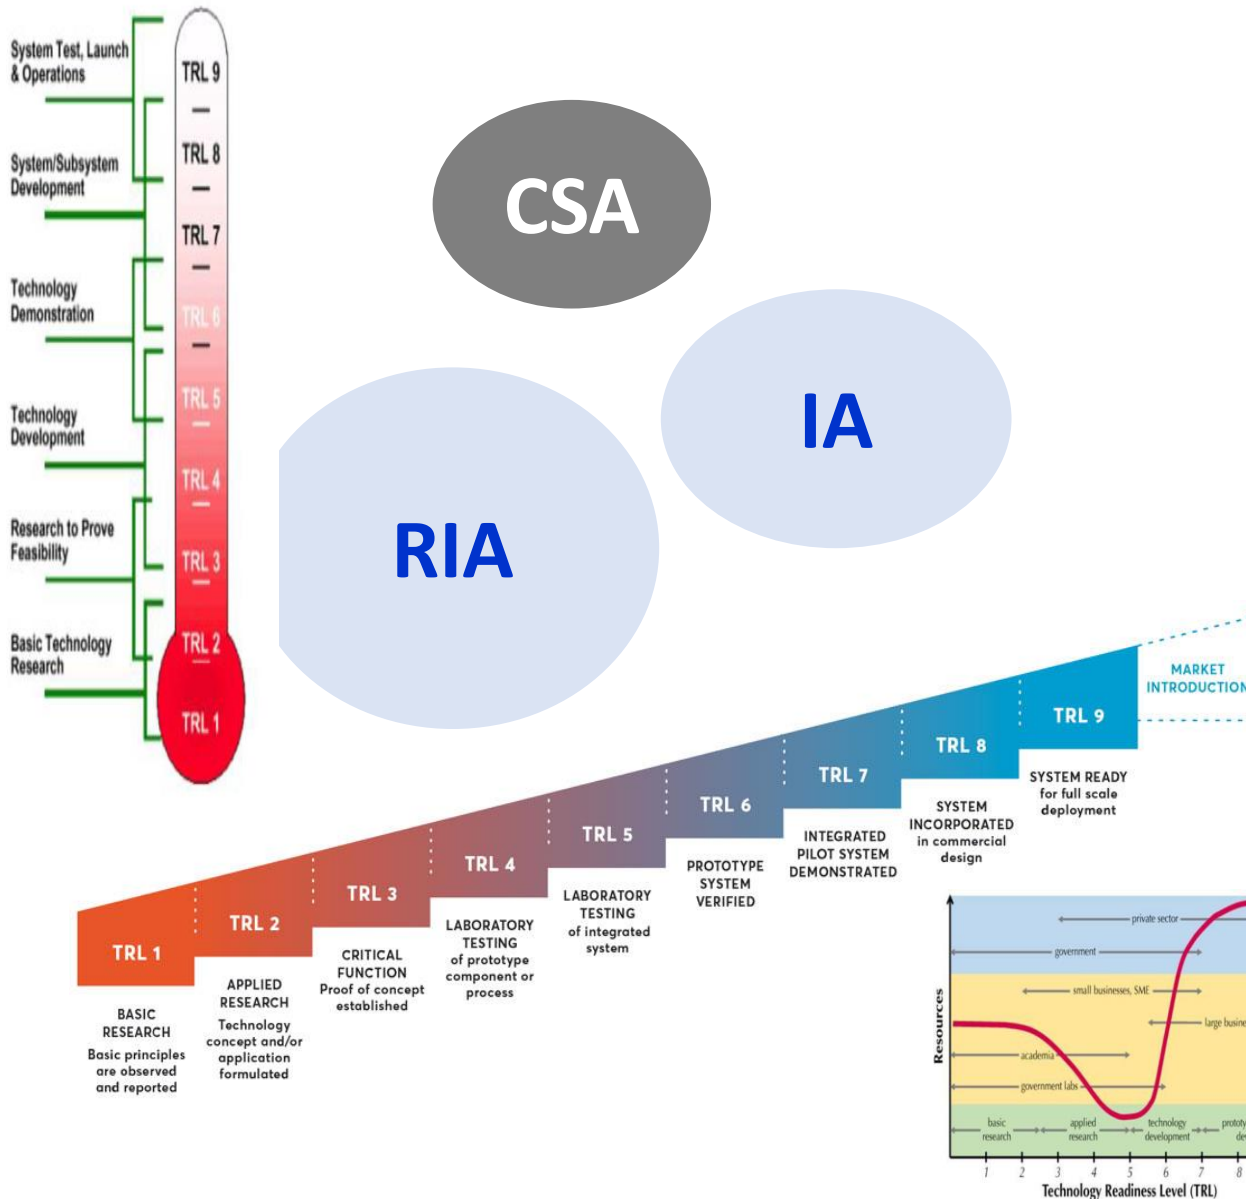 System Test, Launch
& Operations
System/Subsystem
Development
Technology
Demonstration
Technology
Development
Research to Prove
Feasibility
Basic Technology
Research
TRL 9
TRL 8
TRL 7
TRL 6
TRL 5
TRL 4
TRL 3
TRL 2
TRL 1
CSA
IA
RIA
TRL 1
BASIC
RESEARCH
Basic principles
are observed
and reported
TRL 2
APPLIED
RESEARCH
Technology
concept and/or
application
formulated
TRL 3
CRITICAL
FUNCTION
Proof of concept
established
TRL 4
LABORATORY
TESTING
of prototype
component or
process
TRL 5
LABORATORY
TESTING
of integrated
system
TRL 6
PROTOTYPE
SYSTEM
VERIFIED
TRL 7
INTEGRATED
PILOT SYSTEM
DEMONSTRATED
TRL 8
SYSTEM
INCORPORATED
in commercial
design
TRL 9
SYSTEM READY
for full scale
deployment
MARKET
INTRODUCTION
Resources
private sector
government
small businesses, SME
large busine
academia
government labs
basic
research
applied
research
technology
development
prototy
dev
1 2 3 4 5 6 7 8
Technology Readiness Level (TRL)